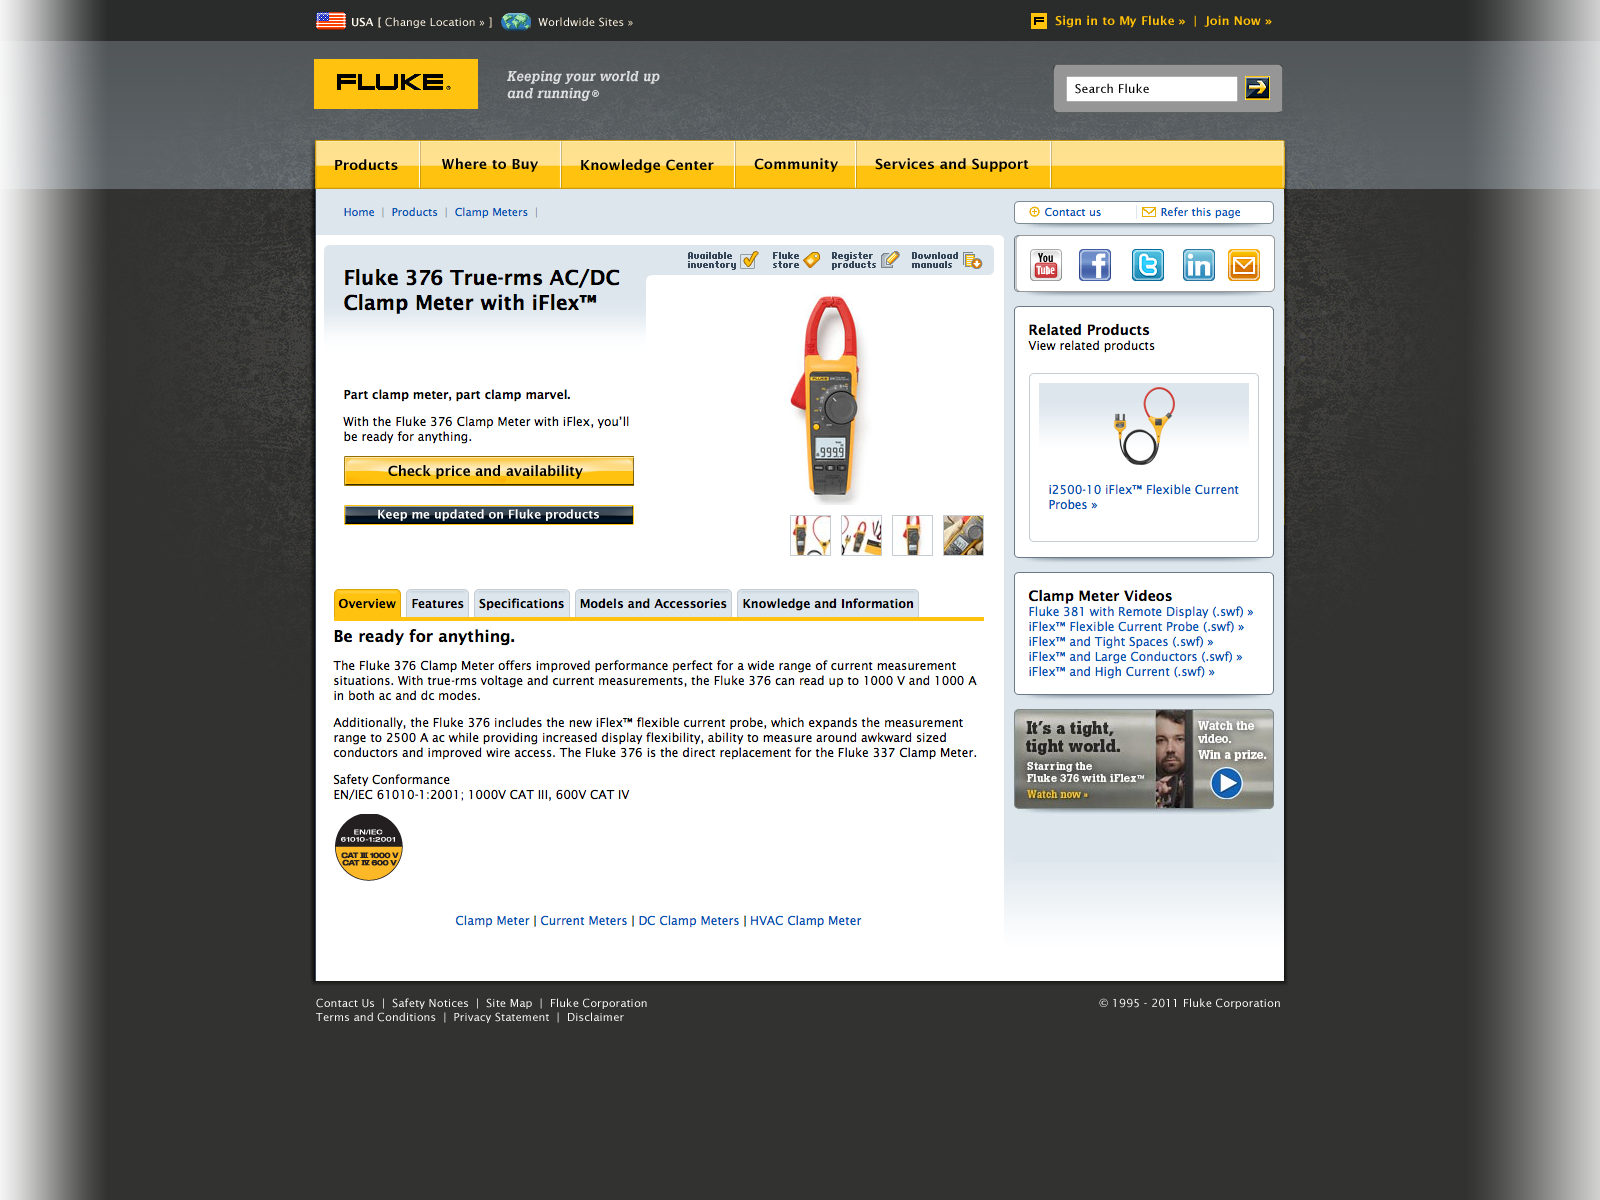 USA [ Change Location » ] Worldwide Sites »
Sign in to My Fluke » | Join Now »
FLUKE®
Keeping your world up
and running®
Search Fluke
Products
Where to Buy
Knowledge Center
Community
Services and Support
Home | Products | Clamp Meters |
Contact us
Refer this page
Available
inventory
Fluke
store
Register
products
Download
manuals
You
Tube
Fluke 376 True-rms AC/DC
Clamp Meter with iFlex™
Part clamp meter, part clamp marvel.
With the Fluke 376 Clamp Meter with iFlex, you'll
be ready for anything.
Check price and availability
Keep me updated on Fluke products
Related Products
View related products
i2500-10 iFlex™ Flexible Current
Probes »
Overview
Features
Specifications
Models and Accessories
Knowledge and Information
Be ready for anything.
The Fluke 376 Clamp Meter offers improved performance perfect for a wide range of current measurement
situations. With true-rms voltage and current measurements, the Fluke 376 can read up to 1000 V and 1000 A
in both ac and dc modes.
Additionally, the Fluke 376 includes the new iFlex™ flexible current probe, which expands the measurement
range to 2500 A ac while providing increased display flexibility, ability to measure around awkward sized
conductors and improved wire access. The Fluke 376 is the direct replacement for the Fluke 337 Clamp Meter.
Safety Conformance
EN/IEC 61010-1:2001; 1000V CAT III, 600V CAT IV
EN/IEC
61010-1:2001
CAT III 1000 V
CAT IV 600 V
Clamp Meter Videos
Fluke 381 with Remote Display (.swf) »
iFlex™ Flexible Current Probe (.swf) »
iFlex™ and Tight Spaces (.swf) »
iFlex™ and Large Conductors (.swf) »
iFlex™ and High Current (.swf) »
It's a tight,
tight world.
Starring the
Fluke 376 with iFlex™
Watch now »
Watch the
video.
Win a prize.
Clamp Meter | Current Meters | DC Clamp Meters | HVAC Clamp Meter
Contact Us | Safety Notices | Site Map | Fluke Corporation
Terms and Conditions | Privacy Statement | Disclaimer
© 1995 - 2011 Fluke Corporation